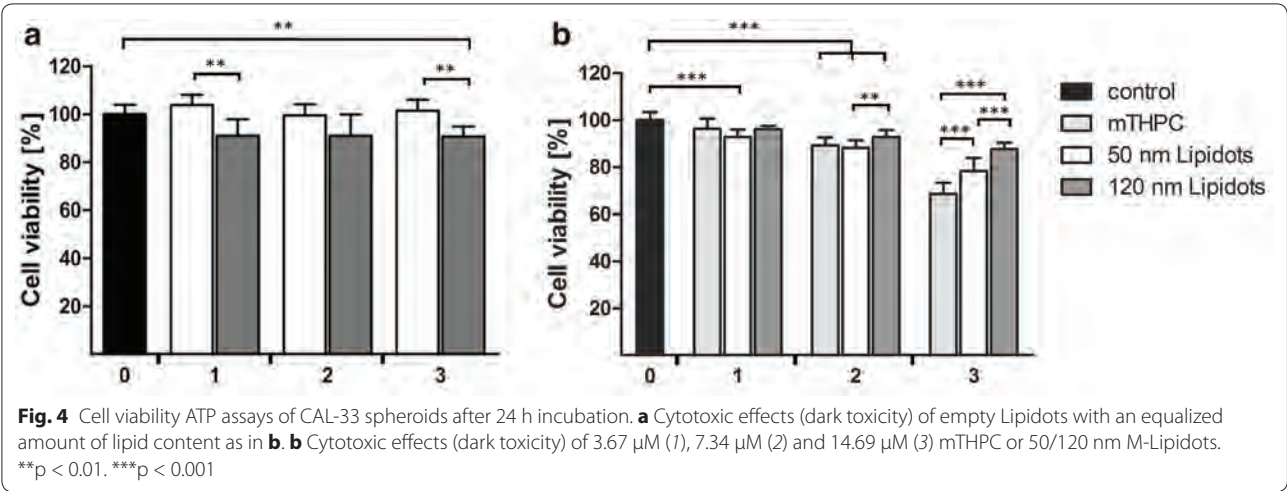 a
b
**
***
120
100
80
60
40
20
Cell viability [%]
**
**
0 1 2 3
120
100
80
60
40
20
Cell viability [%]
***
**
***
***
***
0 1 2 3
control
mTHPC
50 nm Lipidots
120 nm Lipidots
Fig. 4 Cell viability ATP assays of CAL-33 spheroids after 24 h incubation. a Cytotoxic effects (dark toxicity) of empty Lipidots with an equalized
amount of lipid content as in b. b Cytotoxic effects (dark toxicity) of 3.67 µM (1), 7.34 µM (2) and 14.69 µM (3) mTHPC or 50/120 nm M-Lipidots.
**p < 0.01. ***p < 0.001